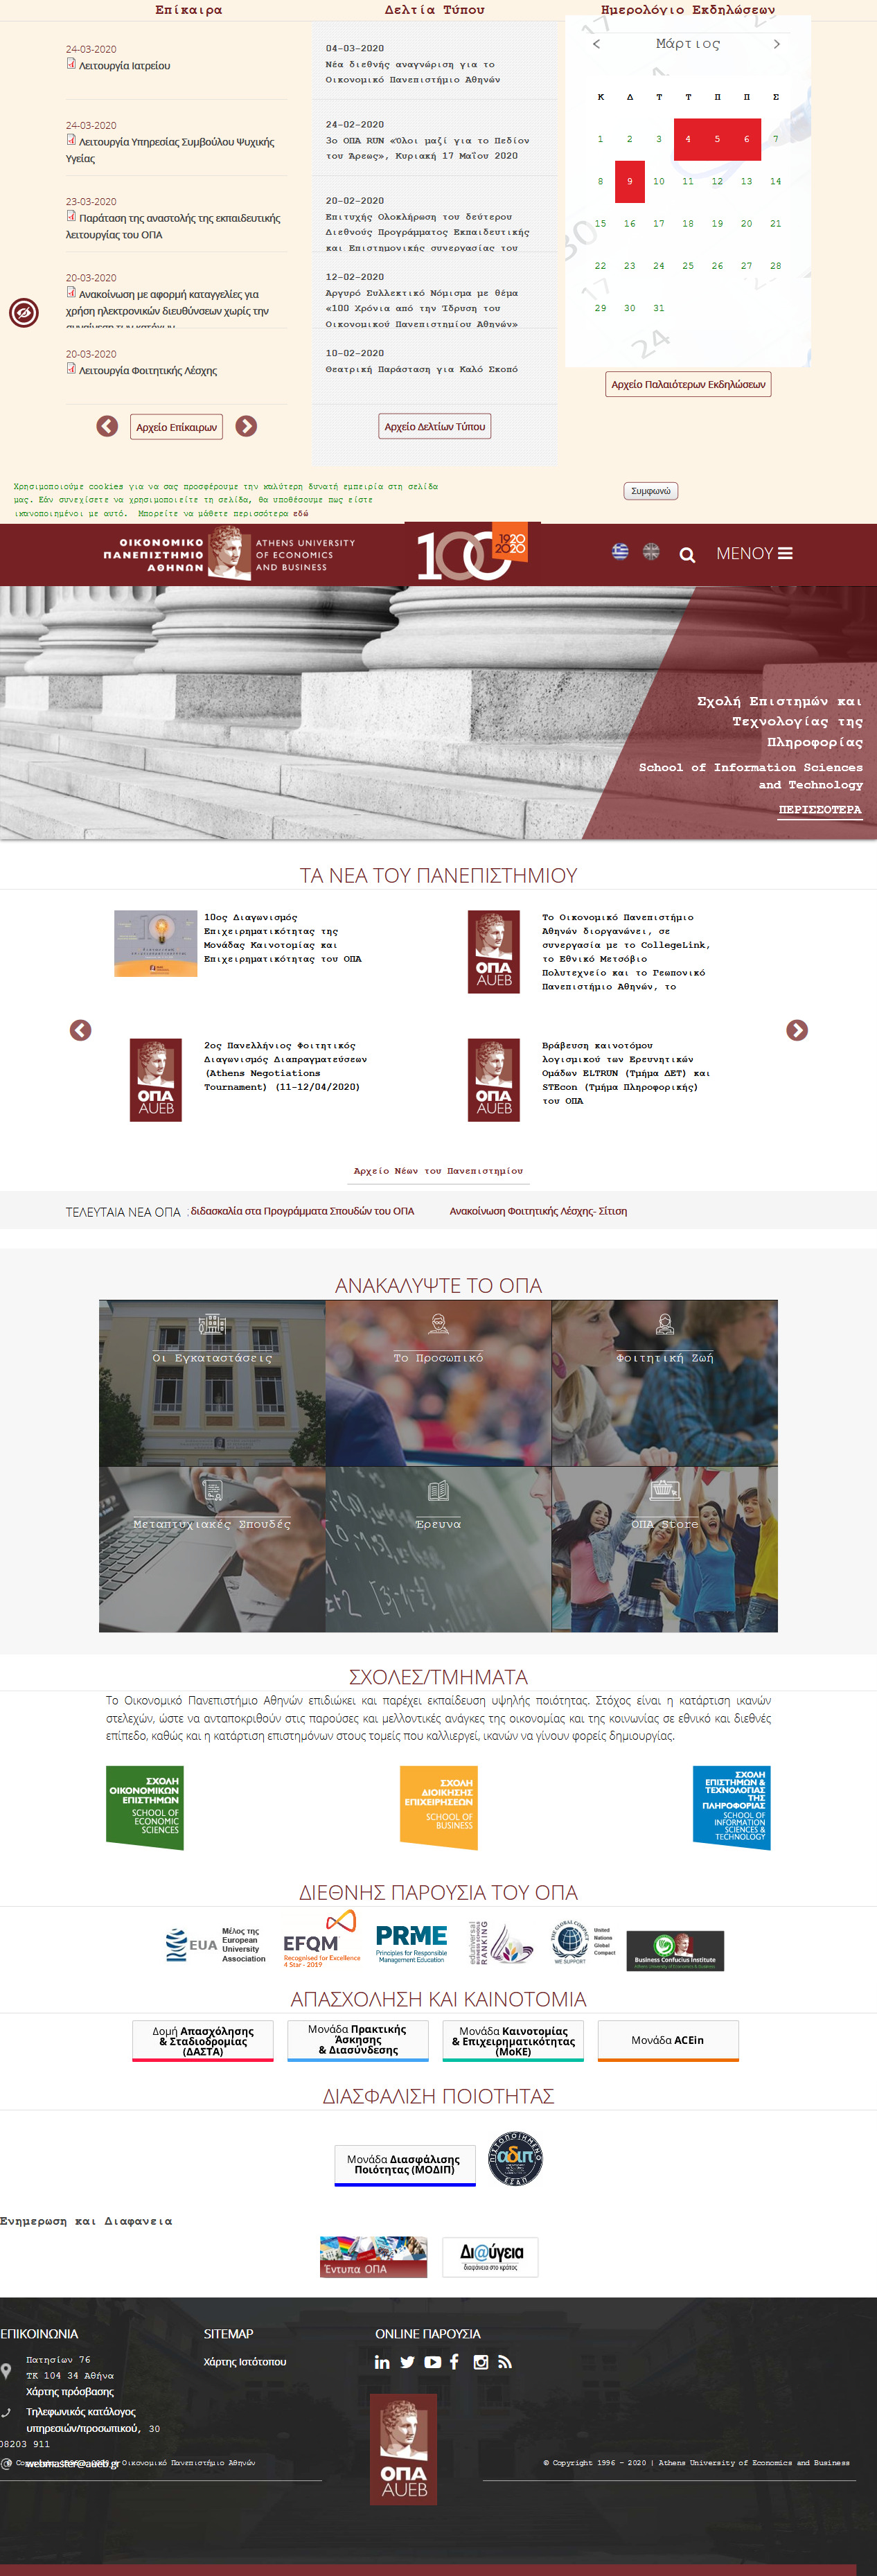 Επίκαιρα
24-03-2020
Λειτουργία Ιατρείου
24-03-2020
Λειτουργία Υπηρεσίας Συμβούλου Ψυχικής
Υγείας
23-03-2020
Παράταση της αναστολής της εκπαιδευτικής
λειτουργίας του ΟΠΑ
20-03-2020
Ανακοίνωση με αφορμή καταγγελίες για
χρήση ηλεκτρονικών διευθύνσεων χωρίς την
20-03-2020
Λειτουργία Φοιτητικής Λέσχης
Αρχείο Επίκαιρων
Δελτία Τύπου
04-03-2020
Νέα διεθνής αναγνώριση για το
Οικονομικό Πανεπιστήμιο Αθηνών
24-02-2020
3ο ΟΠΑ RUN «Όλοι μαζί για το Πεδίον
του Άρεως», Κυριακή 17 Μαΐου 2020
20-02-2020
Επιτυχής Ολοκλήρωση του δεύτερου
Διεθνούς Προγράμματος Εκπαιδευτικής
και Επιστημονικής συνεργασίας του
12-02-2020
Αργυρό Συλλεκτικό Νόμισμα με θέμα
«100 Χρόνια από την Ίδρυση του
Οικονομικού Πανεπιστημίου Αθηνών»
10-02-2020
Θεατρική Παράσταση για Καλό Σκοπό
Αρχείο Δελτίων Τύπου
Ημερολόγιο Εκδηλώσεων
Μάρτιος
Κ Δ Τ Τ Π Π Σ
1 2 3 4 5 6 7
8 9 10 11 12 13 14
15 16 17 18 19 20 21
22 23 24 25 26 27 28
29 30 31
Αρχείο Παλαιότερων Εκδηλώσεων
Χρησιμοποιούμε cookies για να σας προσφέρουμε την καλύτερη δυνατή εμπειρία στη σελίδα
μας. Εάν συνεχίσετε να χρησιμοποιείτε τη σελίδα, θα υποθέσουμε πως είστε
ικανοποιημένοι με αυτό. Μπορείτε να μάθετε περισσότερα εδώ
Συμφωνώ
ΟΙΚΟΝΟΜΙΚΟ
ΠΑΝΕΠΙΣΤΗΜΙΟ
ΑΘΗΝΩΝ
ATHENS UNIVERSITY
OF ECONOMICS
AND BUSINESS
100
1920
2020
ΜΕΝΟΥ
Σχολή Επιστημών και
Τεχνολογίας της
Πληροφορίας
School of Information Sciences
and Technology
ΠΕΡΙΣΣΟΤΕΡΑ
ΤΑ ΝΕΑ ΤΟΥ ΠΑΝΕΠΙΣΤΗΜΙΟΥ
10ος Διαγωνισμός
Επιχειρηματικότητας της
Μονάδας Καινοτομίας και
Επιχειρηματικότητας του ΟΠΑ
ΟΠΑ
AUEB
Το Οικονομικό Πανεπιστήμιο
Αθηνών διοργανώνει, σε
συνεργασία με το CollegeLink,
το Εθνικό Μετσόβιο
Πολυτεχνείο και το Γεωπονικό
Πανεπιστήμιο Αθηνών, το
ΟΠΑ
AUEB
2ος Πανελλήνιος Φοιτητικός
Διαγωνισμός Διαπραγματεύσεων
(Athens Negotiations
Tournament) (11-12/04/2020)
ΟΠΑ
AUEB
Βράβευση καινοτόμου
λογισμικού των Ερευνητικών
Ομάδων ELTRUN (Τμήμα ΔΕΤ) και
STEcon (Τμήμα Πληροφορικής)
του ΟΠΑ
Αρχείο Νέων του Πανεπιστημίου
ΤΕΛΕΥΤΑΙΑ ΝΕΑ ΟΠΑ : διδασκαλία στα Προγράμματα Σπουδών του ΟΠΑ Ανακοίνωση Φοιτητικής Λέσχης- Σίτιση
ΑΝΑΚΑΛΥΨΤΕ ΤΟ ΟΠΑ
Οι Εγκαταστάσεις
Το Προσωπικό
Φοιτητική Ζωή
Μεταπτυχιακές Σπουδές
Έρευνα
ΟΠΑ Store
ΣΧΟΛΕΣ/ΤΜΗΜΑΤΑ
Το Οικονομικό Πανεπιστήμιο Αθηνών επιδιώκει και παρέχει εκπαίδευση υψηλής ποιότητας. Στόχος είναι η κατάρτιση ικανών
στελεχών, ώστε να ανταποκριθούν στις παρούσες και μελλοντικές ανάγκες της οικονομίας και της κοινωνίας σε εθνικό και διεθνές
επίπεδο, καθώς και η κατάρτιση επιστημόνων στους τομείς που καλλιεργεί, ικανών να γίνουν φορείς δημιουργίας.
ΣΧΟΛΗ
ΟΙΚΟΝΟΜΙΚΩΝ
ΕΠΙΣΤΗΜΩΝ
SCHOOL OF
ECONOMIC
SCIENCES
ΣΧΟΛΗ
ΔΙΟΙΚΗΣΗΣ
ΕΠΙΧΕΙΡΗΣΕΩΝ
SCHOOL OF
BUSINESS
ΣΧΟΛΗ
ΕΠΙΣΤΗΜΩΝ &
ΤΕΧΝΟΛΟΓΙΑΣ
ΤΗΣ
ΠΛΗΡΟΦΟΡΙΑΣ
SCHOOL OF
INFORMATION
SCIENCES &
TECHNOLOGY
ΔΙΕΘΝΗΣ ΠΑΡΟΥΣΙΑ ΤΟΥ ΟΠΑ
EUA
Μέλος της
European
University
Association
EFQM
Recognised for Excellence
4 Star - 2019
PRME
Principles for Responsible
Management Education
eduniversal
BUSINESS SCHOOLS
RANKING
THE GLOBAL COMPACT
WE SUPPORT
United
Nations
Global
Compact
Business Confucius Institute
Athens University of Economics & Business
ΑΠΑΣΧΟΛΗΣΗ ΚΑΙ ΚΑΙΝΟΤΟΜΙΑ
Δομή Απασχόλησης
& Σταδιοδρομίας
(ΔΑΣΤΑ)
Μονάδα Πρακτικής
Άσκησης
& Διασύνδεσης
Μονάδα Καινοτομίας
& Επιχειρηματικότητας
(ΜοΚΕ)
Μονάδα ACEin
ΔΙΑΣΦΑΛΙΣΗ ΠΟΙΟΤΗΤΑΣ
Μονάδα Διασφάλισης
Ποιότητας (ΜΟΔΙΠ)
ΠΙΣΤΟΠΟΙΗΜΕΝΟ
αδιπ
ΕΣΔΠ
Ενημερωση και Διαφανεια
Έντυπα ΟΠΑ
Δι@ύγεια
διαφάνεια στο κράτος
ΕΠΙΚΟΙΝΩΝΙΑ
Πατησίων 76
ΤΚ 104 34 Αθήνα
Χάρτης πρόσβασης
Τηλεφωνικός κατάλογος
υπηρεσιών/προσωπικού, 30
08203 911
webmaster@aueb.gr
SITEMAP
Χάρτης Ιστότοπου
ONLINE ΠΑΡΟΥΣΙΑ
ΟΠΑ
AUEB
Οικονομικό Πανεπιστήμιο Αθηνών
© Copyright 1996 - 2020 | Athens University of Economics and Business